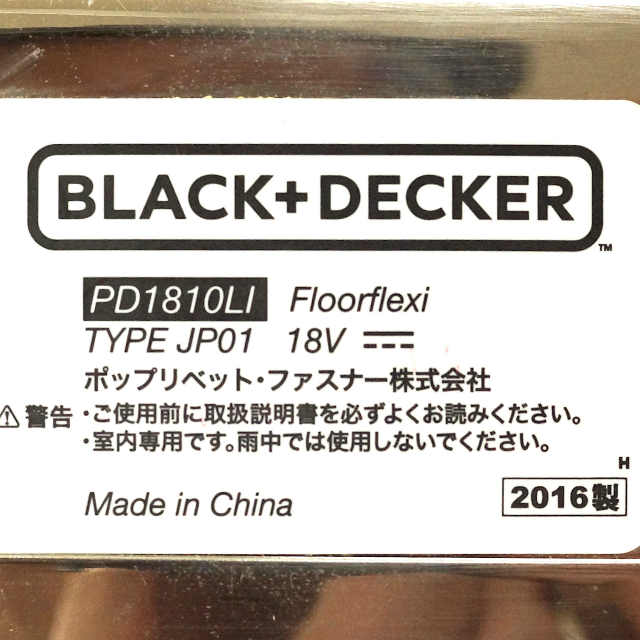 BLACK+DECKER™
PD1810LI Floorflexi
TYPE JP01 18V ⎓
ポップリベット・ファスナー株式会社
⚠ 警告・ご使用前に取扱説明書を必ずよくお読みください。
・室内専用です。雨中では使用しないでください。
H
Made in China 2016製